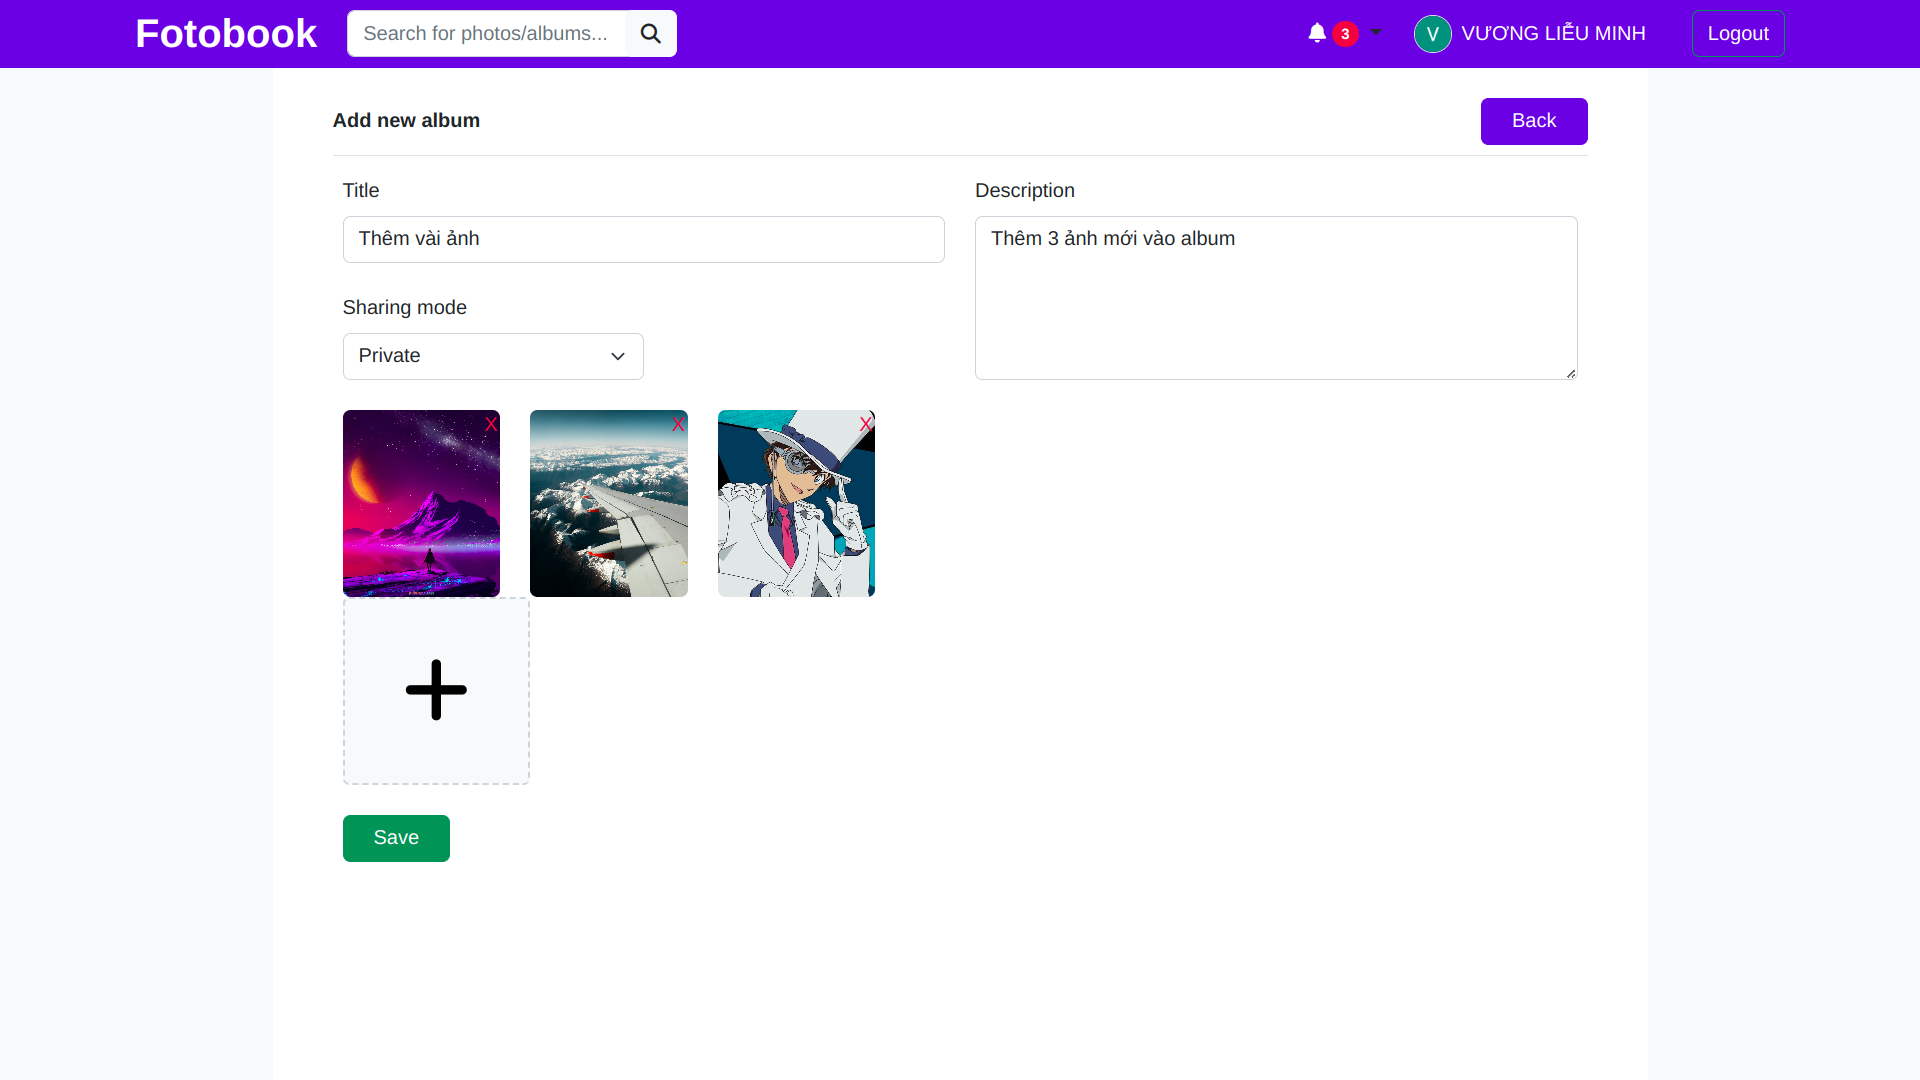 Fotobook
Search for photos/albums...
3
V
VƯƠNG LIỄU MINH
Logout
Add new album
Back
Title
Thêm vài ảnh
Description
Thêm 3 ảnh mới vào album
Sharing mode
Private
X
X
X
Save